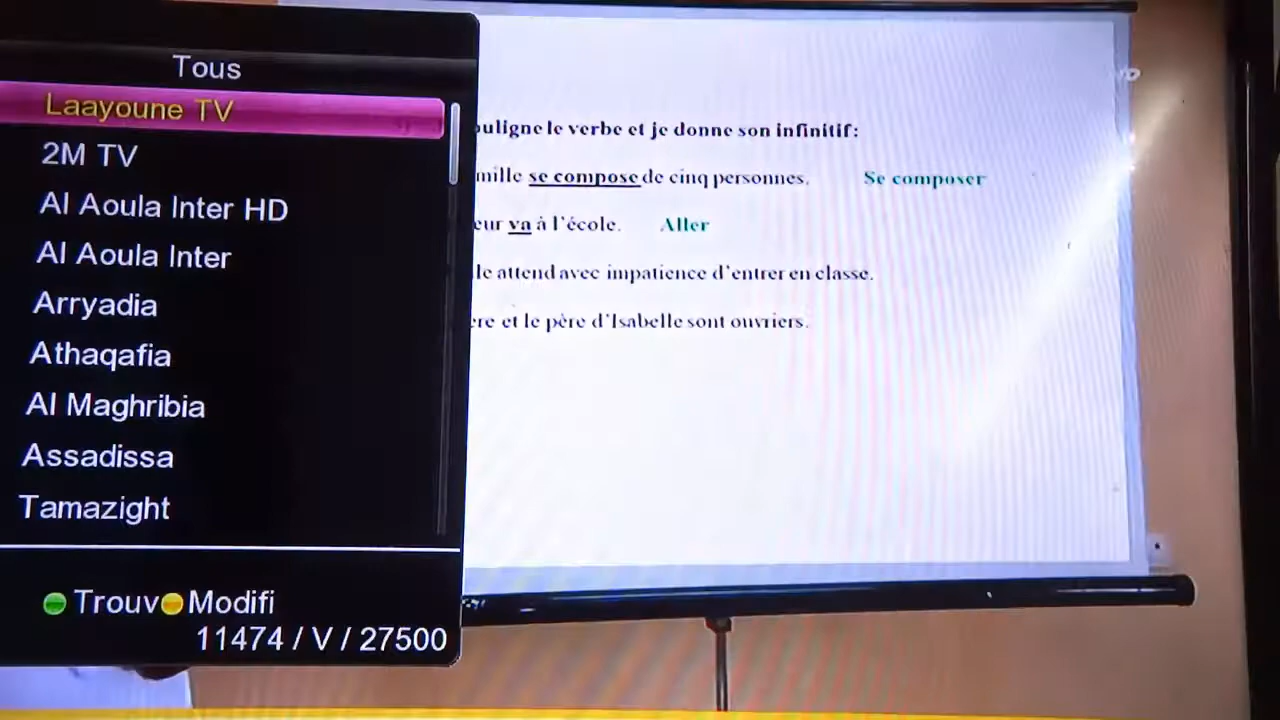 Tous
Laayoune TV
2M TV
Al Aoula Inter HD
Al Aoula Inter
Arryadia
Athaqafia
Al Maghribia
Assadissa
Tamazight
Trouv Modifi
11474 / V / 27500
ouligne le verbe et je donne son infinitif:
mille se compose de cinq personnes. Se composer
eur va à l'école. Aller
le attend avec impatience d'entrer en classe.
ère et le père d'Isabelle sont ouvriers.